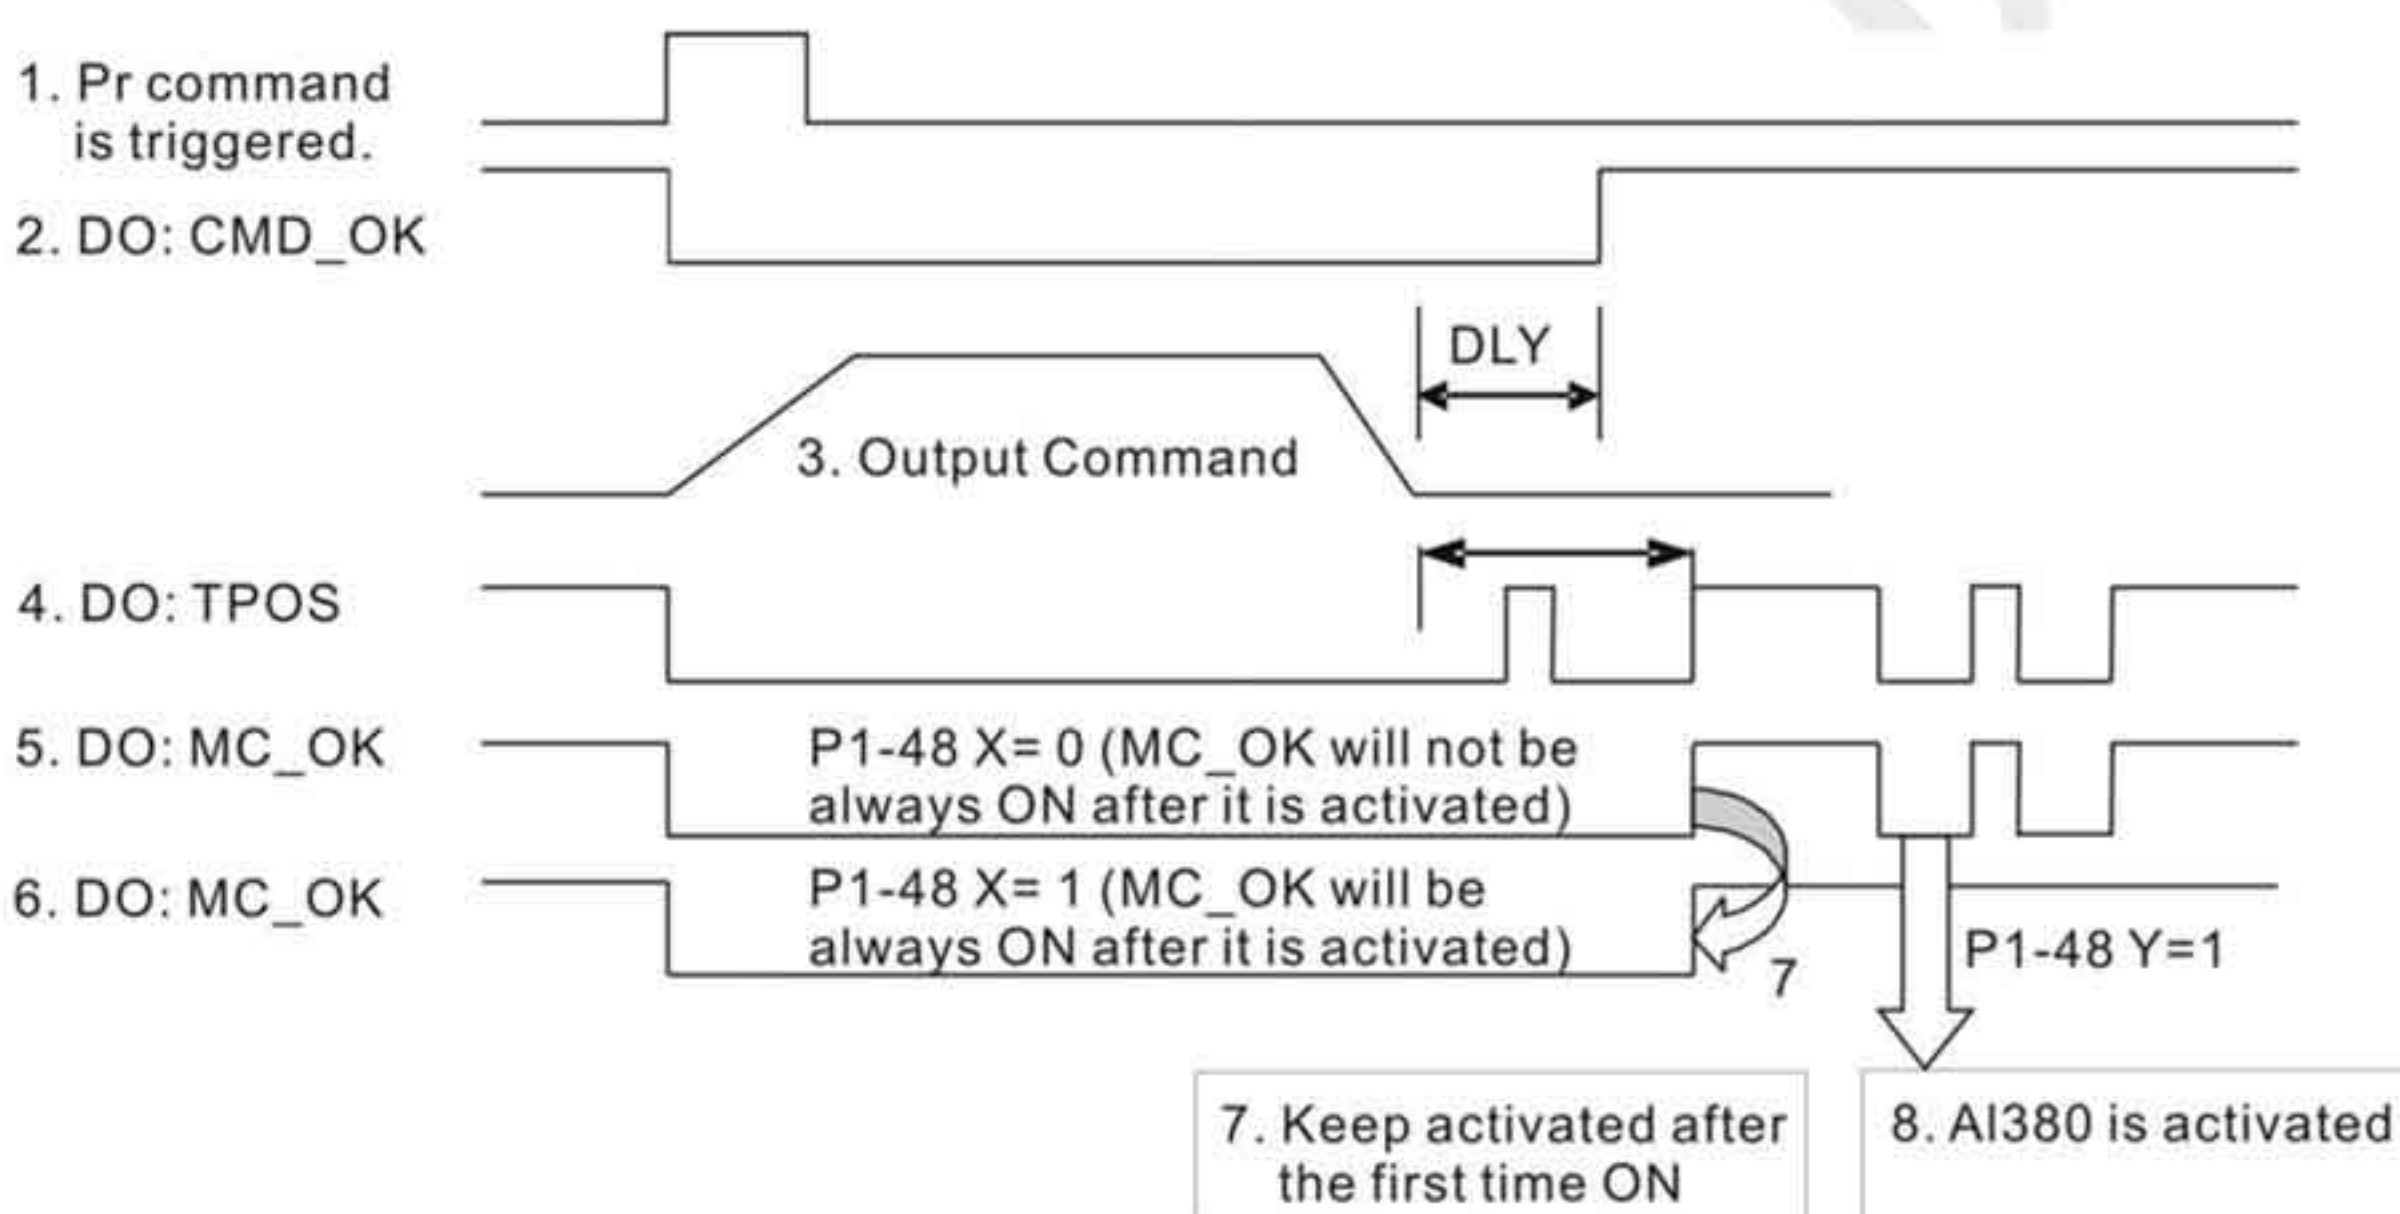 1. Pr command
is triggered.
2. DO: CMD_OK
DLY
3. Output Command
4. DO: TPOS
5. DO: MC_OK
P1-48 X= 0 (MC_OK will not be
always ON after it is activated)
6. DO: MC_OK
P1-48 X= 1 (MC_OK will be
always ON after it is activated)
7
P1-48 Y=1
7. Keep activated after
the first time ON
8. Al380 is activated